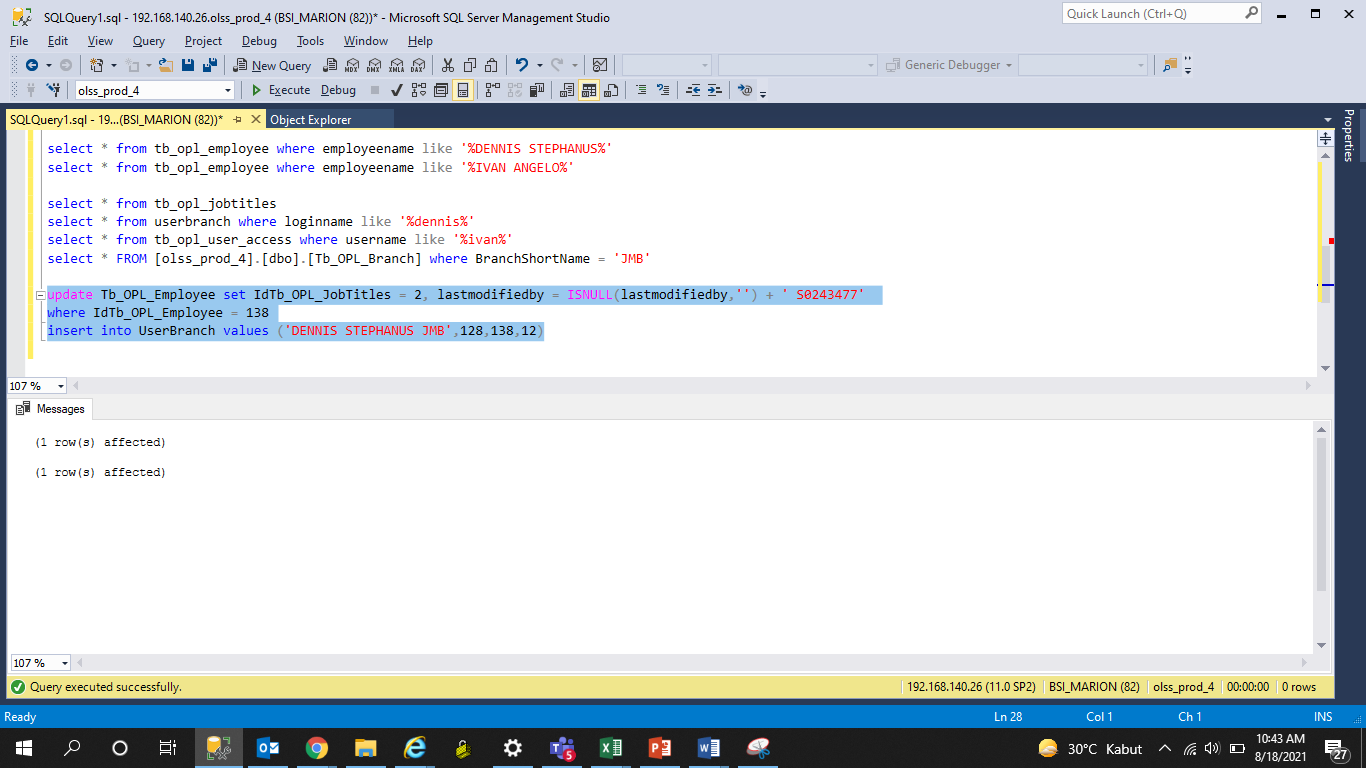 SQLQuery1.sql - 192.168.140.26.olss_prod_4 (BSI_MARION (82))* - Microsoft SQL Server Management Studio
Quick Launch (Ctrl+Q)
File Edit View Query Project Debug Tools Window Help
New Query MDX DMX XMLA DAX Generic Debugger
olss_prod_4 Execute Debug
SQLQuery1.sql - 19...(BSI_MARION (82))* Object Explorer
Properties
select * from tb_opl_employee where employeename like '%DENNIS STEPHANUS%'
select * from tb_opl_employee where employeename like '%IVAN ANGELO%'
select * from tb_opl_jobtitles
select * from userbranch where loginname like '%dennis%'
select * from tb_opl_user_access where username like '%ivan%'
select * FROM [olss_prod_4].[dbo].[Tb_OPL_Branch] where BranchShortName = 'JMB'
update Tb_OPL_Employee set IdTb_OPL_JobTitles = 2, lastmodifiedby = ISNULL(lastmodifiedby,'') + ' S0243477'
where IdTb_OPL_Employee = 138
insert into UserBranch values ('DENNIS STEPHANUS JMB',128,138,12)
107 %
Messages
(1 row(s) affected)
(1 row(s) affected)
107 %
Query executed successfully. 192.168.140.26 (11.0 SP2) BSI_MARION (82) olss_prod_4 00:00:00 0 rows
Ready Ln 28 Col 1 Ch 1 INS
30°C Kabut 10:43 AM
8/18/2021
27